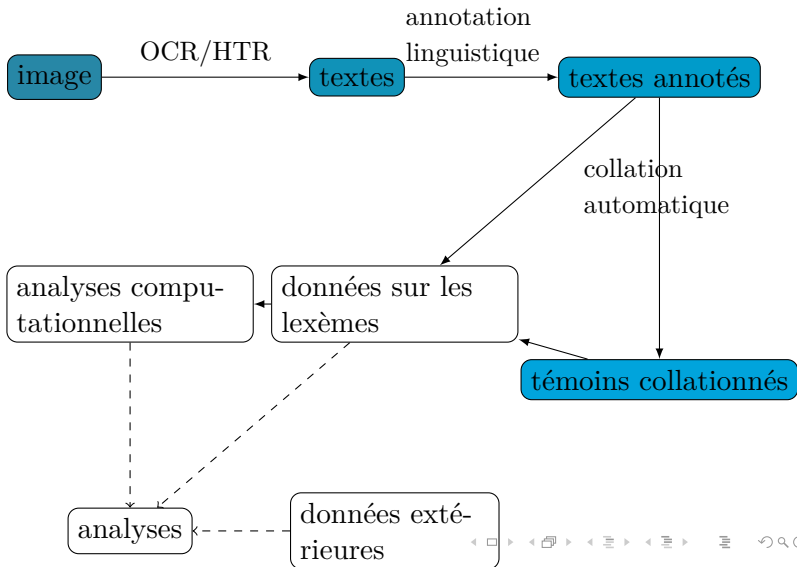 image
OCR/HTR
textes
annotation
linguistique
textes annotés
collation
automatique
analyses compu-
tationnelles
données sur les
lexèmes
témoins collationnés
analyses
données exté-
rieures